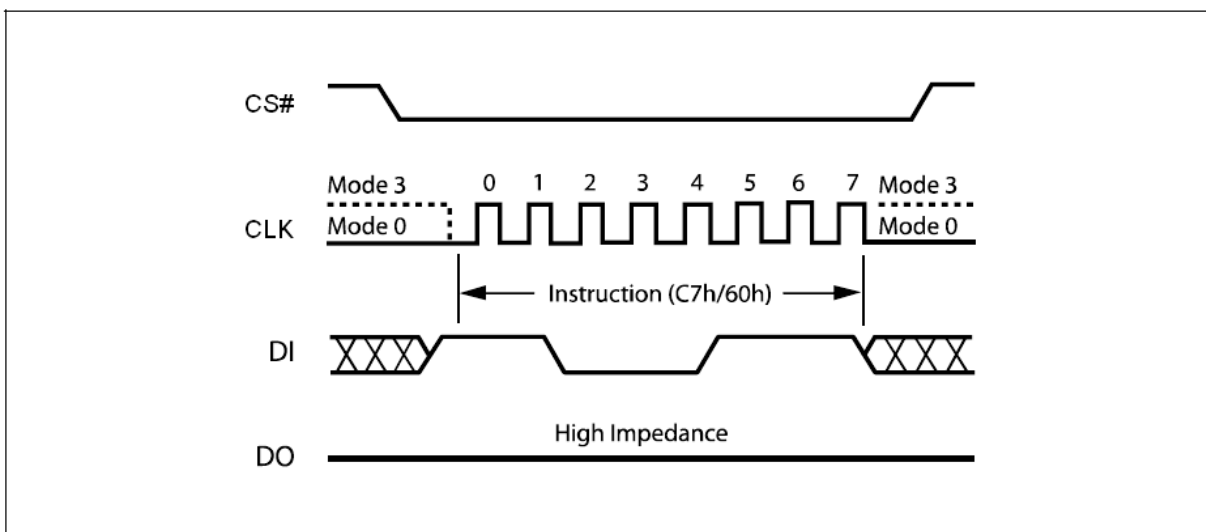 CS#
Mode 3
0 1 2 3 4 5 6 7
Mode 3
CLK
Mode 0
Mode 0
Instruction (C7h/60h)
DI
High Impedance
DO